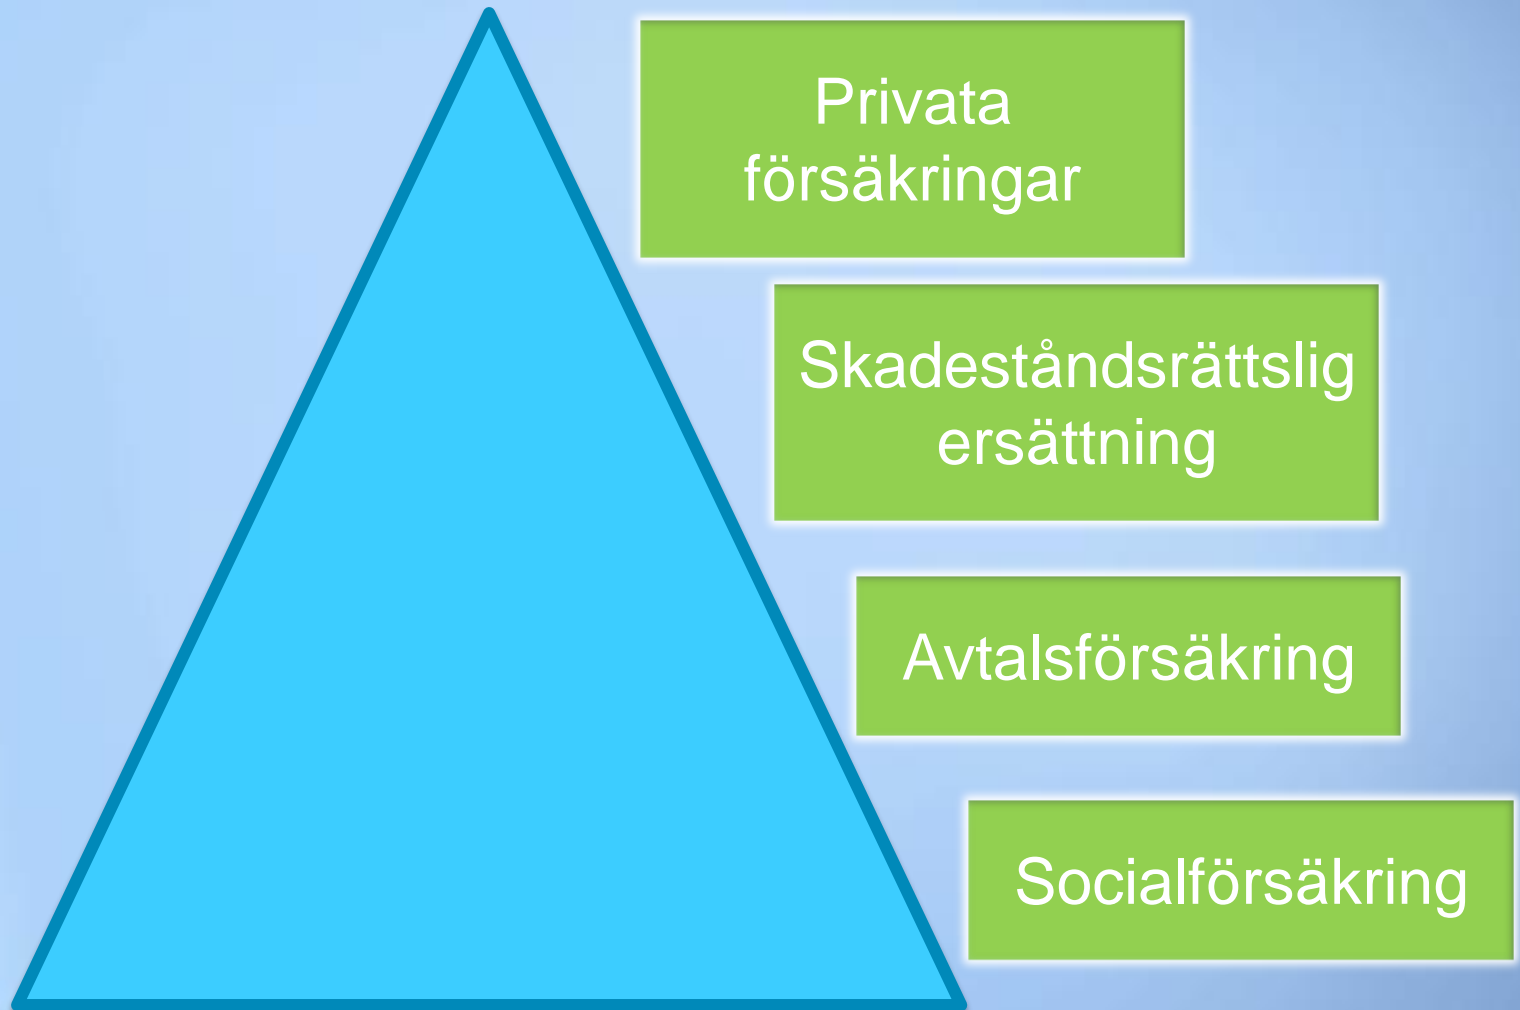 Privata
försäkringar
Skadeståndsrättslig
ersättning
Avtalsförsäkring
Socialförsäkring